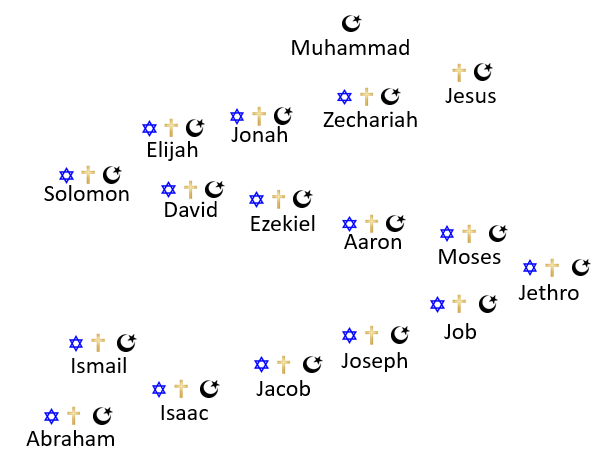 Muhammad
Jesus
Zechariah
Jonah
Elijah
Solomon
David
Ezekiel
Aaron
Moses
Jethro
Job
Joseph
Jacob
Ismail
Isaac
Abraham